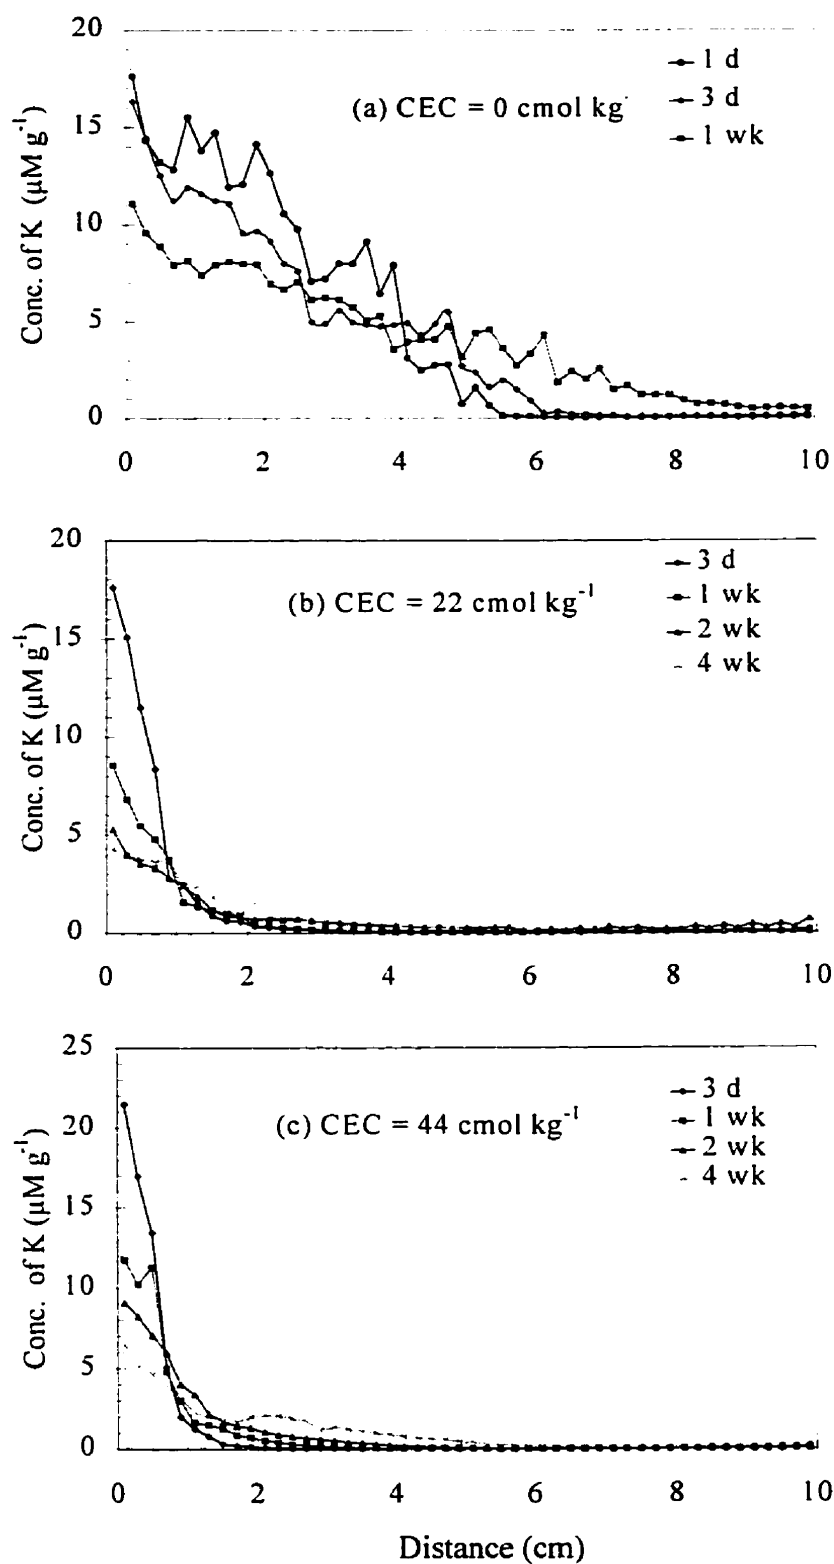 20
1 d
3 d
(a) CEC = 0 cmol kg
1 wk
15
10
5
0
Conc. of K (µM g⁻¹)
0 2 4 6 8 10
20
3 d
(b) CEC = 22 cmol kg⁻¹
1 wk
2 wk
4 wk
15
10
5
0
Conc. of K (µM g⁻¹)
0 2 4 6 8 10
25
3 d
(c) CEC = 44 cmol kg⁻¹
1 wk
2 wk
4 wk
20
15
10
5
0
Conc. of K (µM g⁻¹)
0 2 4 6 8 10
Distance (cm)